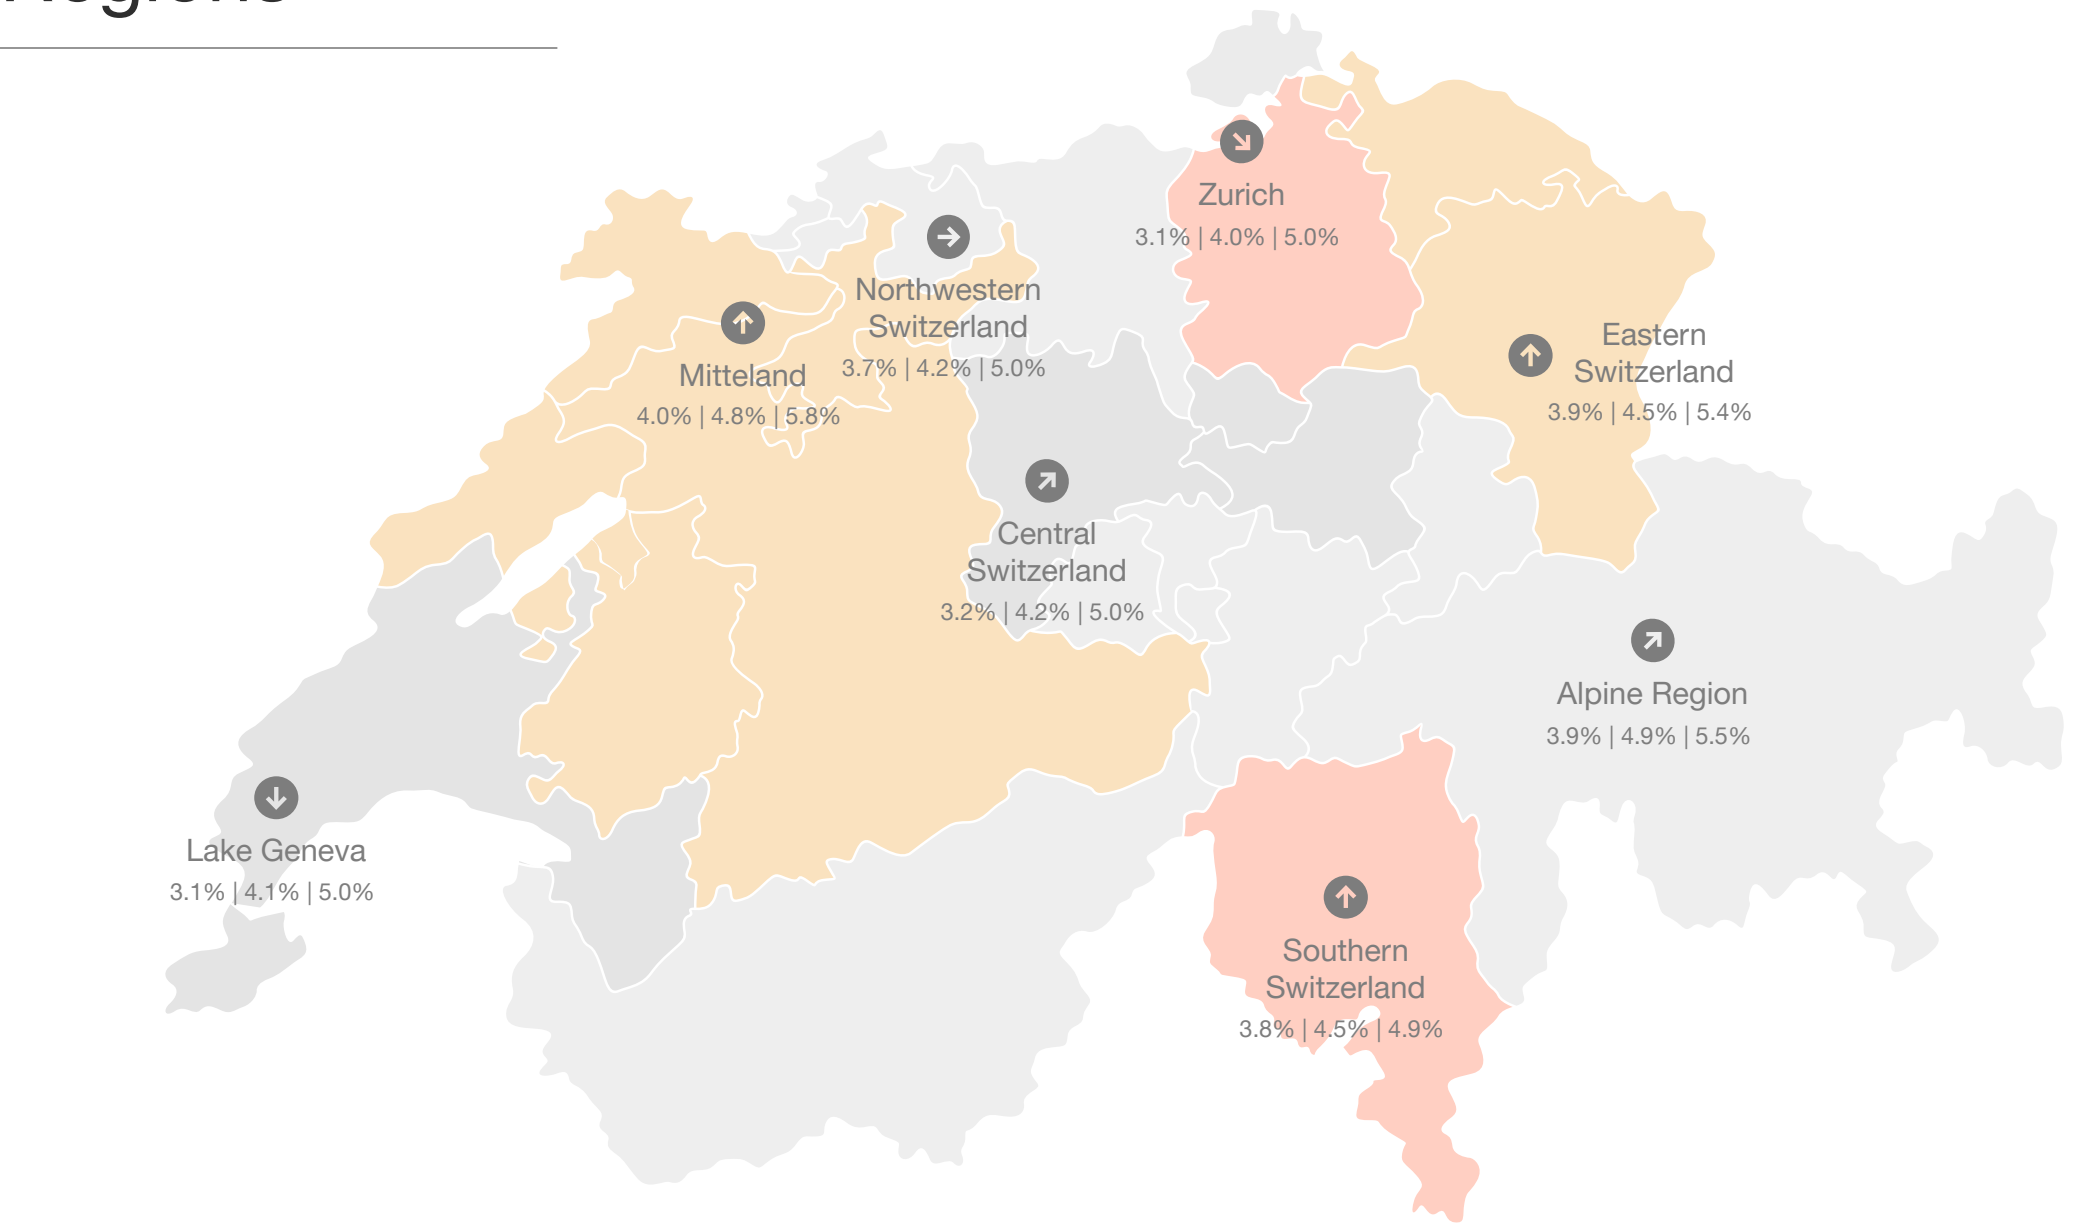 Regions
Zurich
3.1% | 4.0% | 5.0%
Northwestern
Switzerland
3.7% | 4.2% | 5.0%
Mitteland
4.0% | 4.8% | 5.8%
Eastern
Switzerland
3.9% | 4.5% | 5.4%
Central
Switzerland
3.2% | 4.2% | 5.0%
Alpine Region
3.9% | 4.9% | 5.5%
Lake Geneva
3.1% | 4.1% | 5.0%
Southern
Switzerland
3.8% | 4.5% | 4.9%